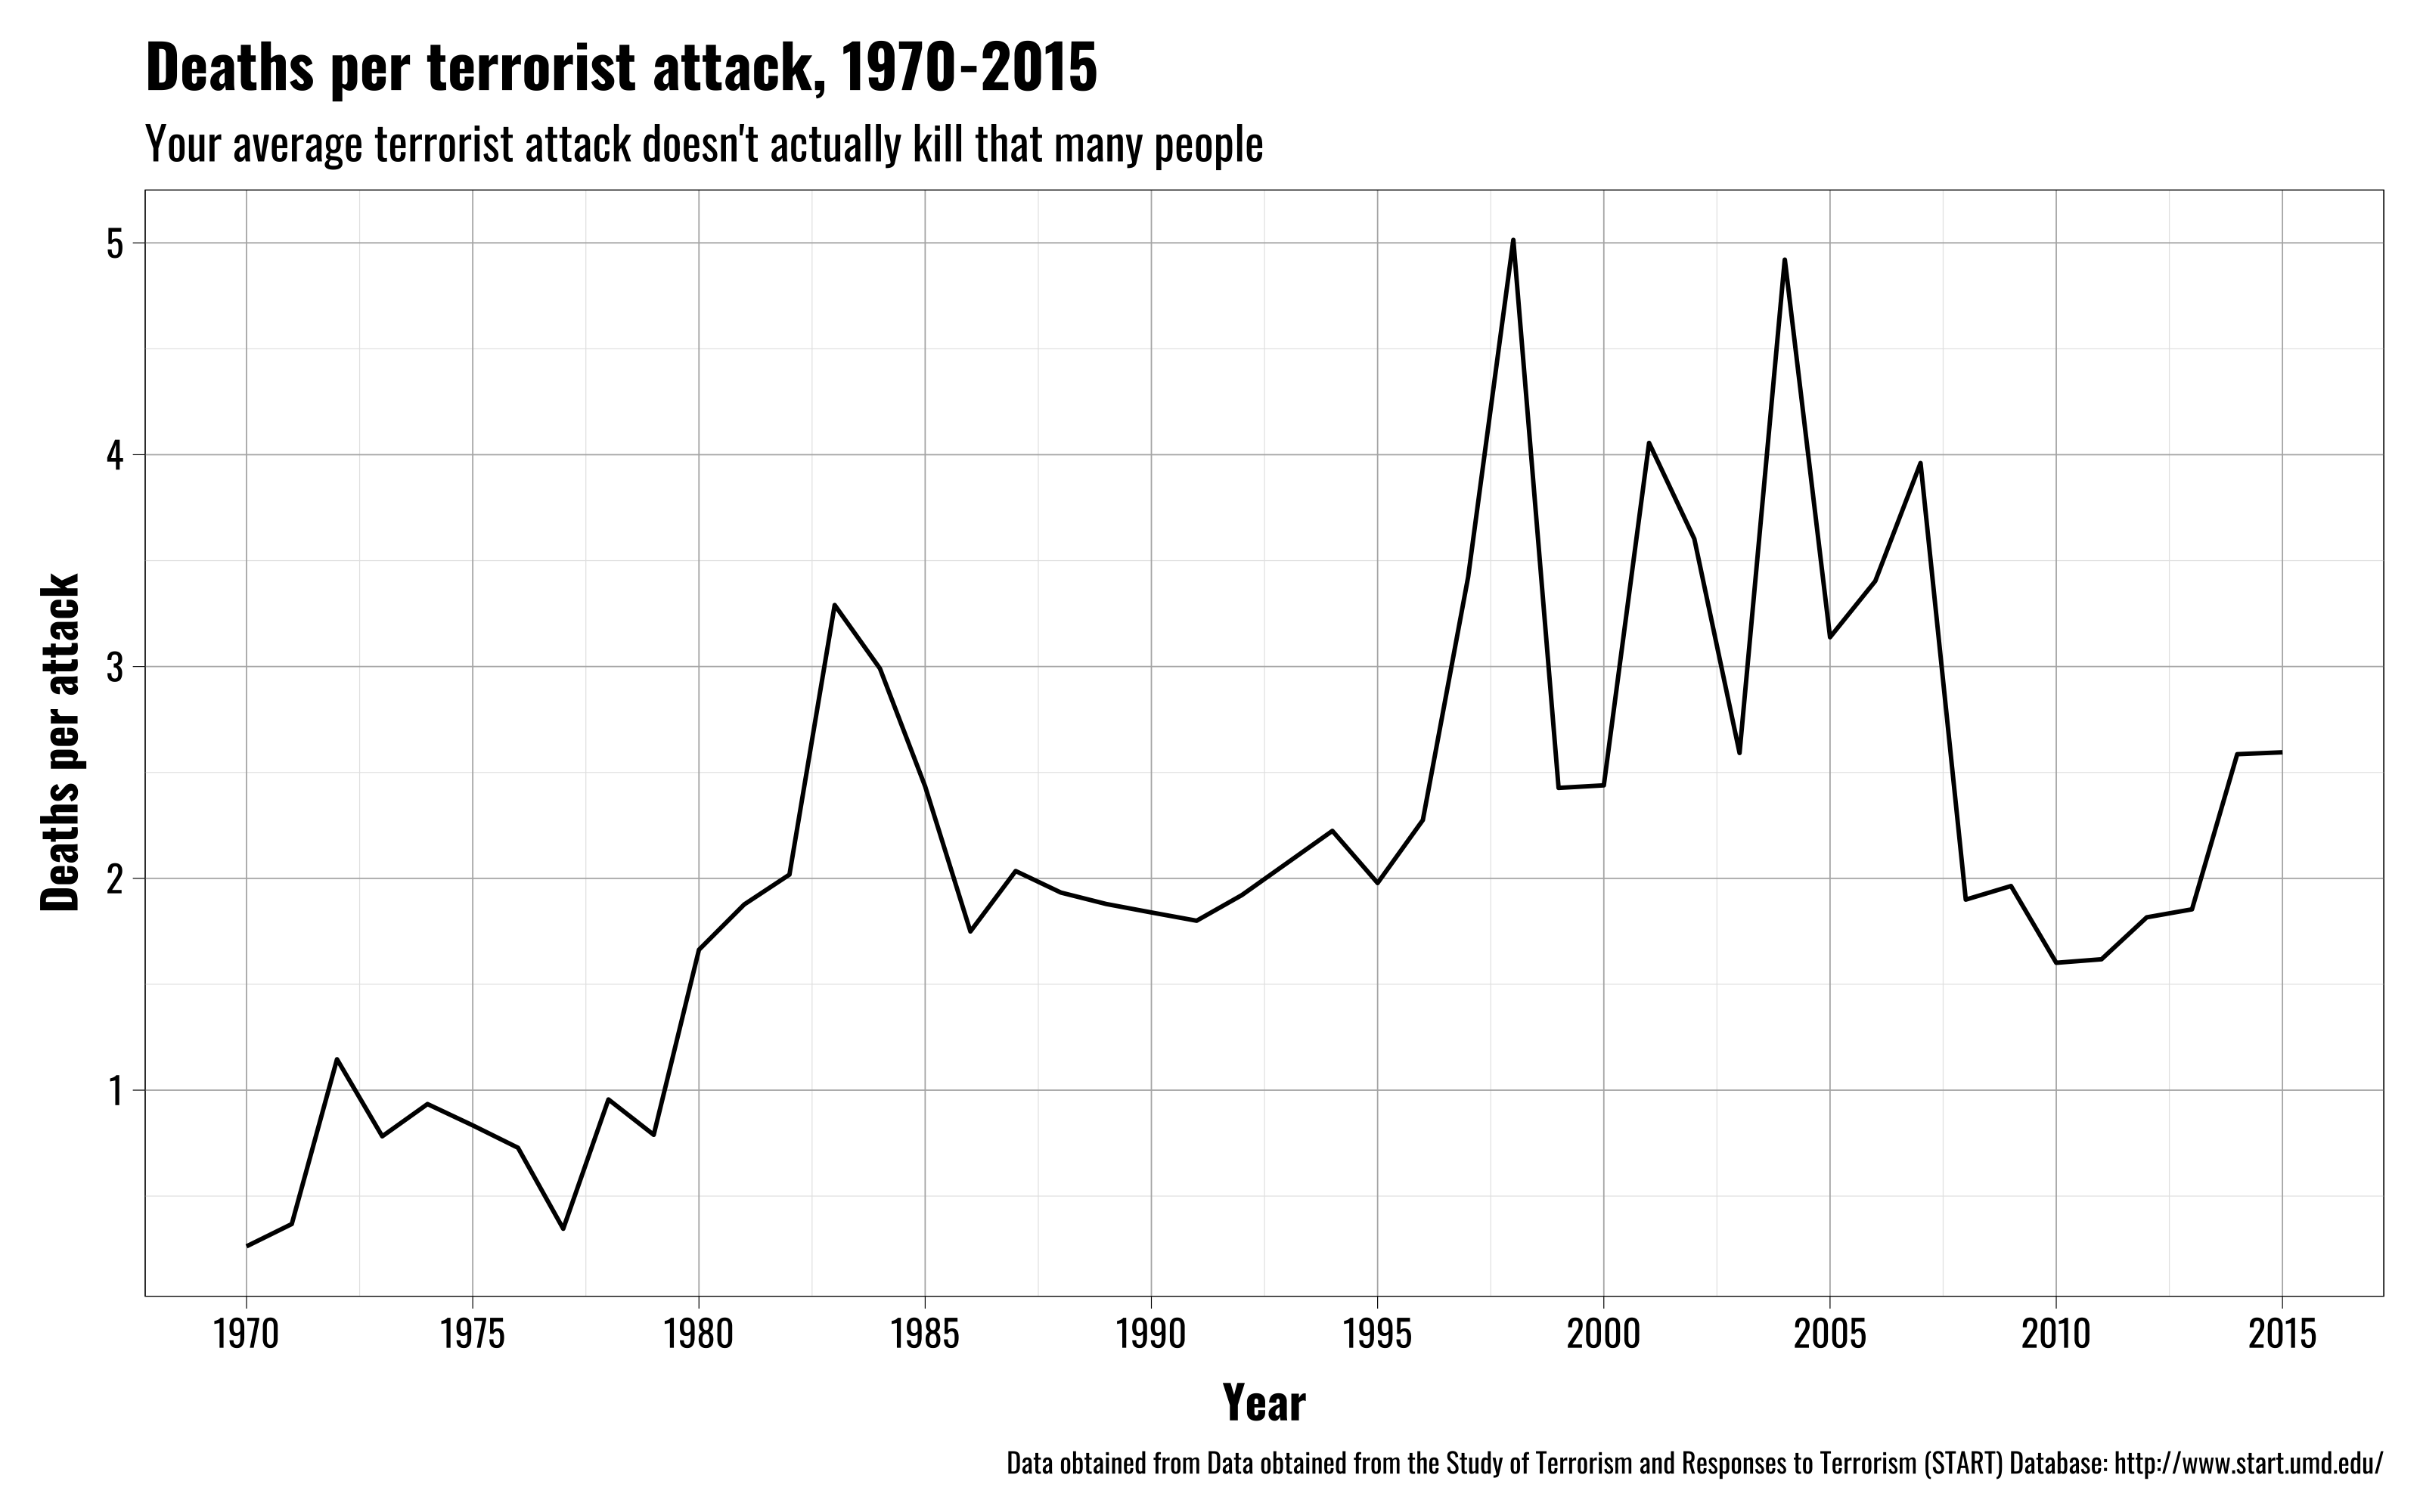 Deaths per terrorist attack, 1970-2015
Your average terrorist attack doesn't actually kill that many people
5
4
3
2
1
Deaths per attack
1970 1975 1980 1985 1990 1995 2000 2005 2010 2015
Year
Data obtained from Data obtained from the Study of Terrorism and Responses to Terrorism (START) Database: http://www.start.umd.edu/